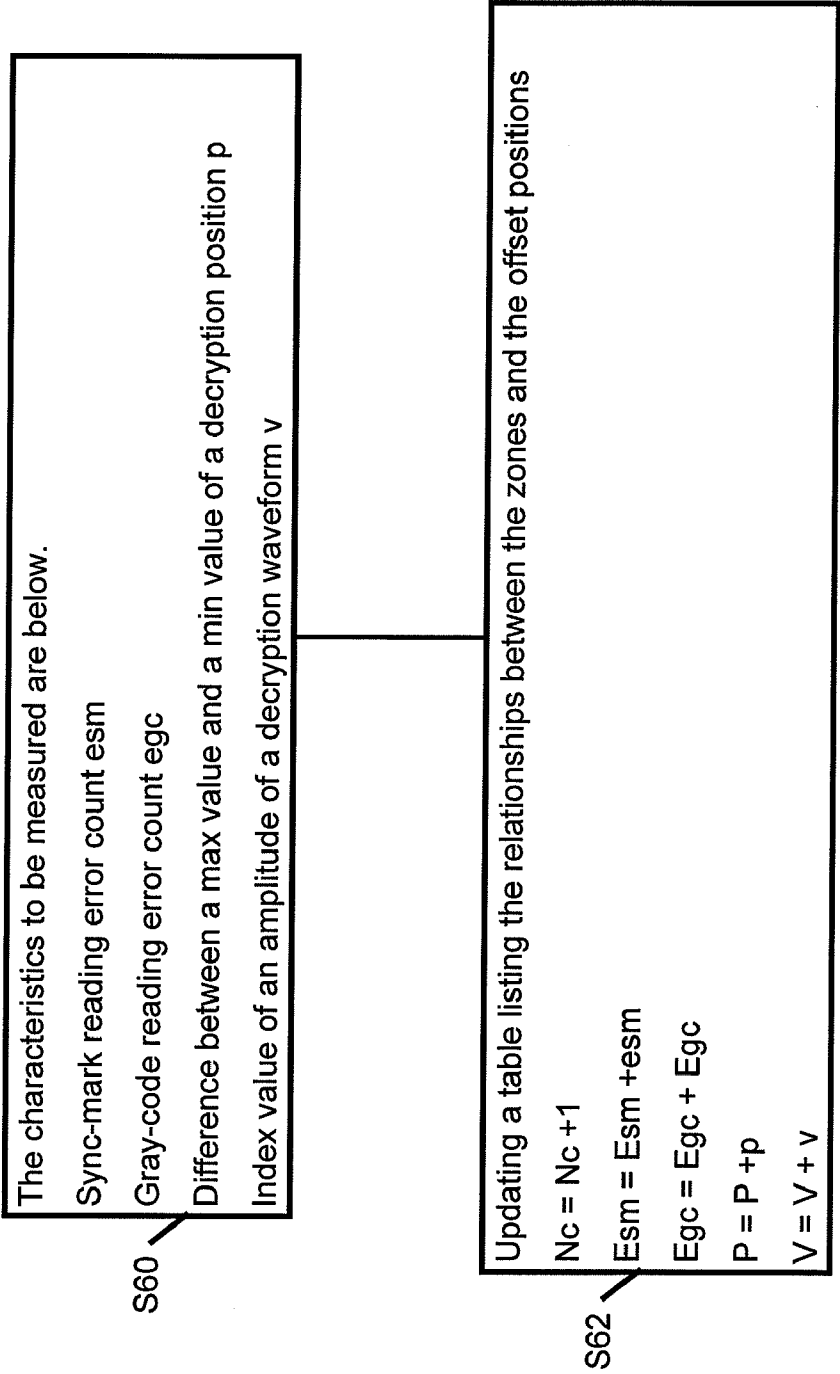 The characteristics to be measured are below.
Sync-mark reading error count esm
Gray-code reading error count egc
Difference between a max value and a min value of a decryption position p
Index value of an amplitude of a decryption waveform v
S60
Updating a table listing the relationships between the zones and the offset positions
Nc = Nc +1
Esm = Esm +esm
Egc = Egc + Egc
P = P +p
V = V + v
S62